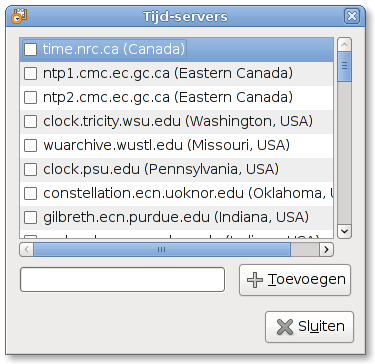 Tijd-servers
time.nrc.ca (Canada)
ntp1.cmc.ec.gc.ca (Eastern Canada)
ntp2.cmc.ec.gc.ca (Eastern Canada)
clock.tricity.wsu.edu (Washington, USA)
wuarchive.wustl.edu (Missouri, USA)
clock.psu.edu (Pennsylvania, USA)
constellation.ecn.uoknor.edu (Oklahoma,
gilbreth.ecn.purdue.edu (Indiana, USA)
Toevoegen
Sluiten